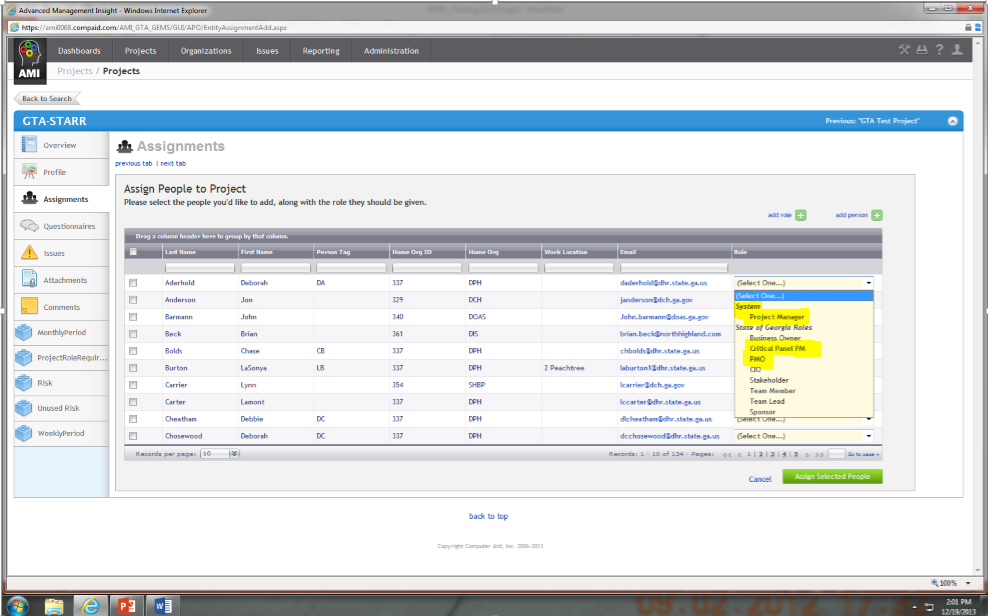 Advanced Management Insight - Windows Internet Explorer
https://ami0068.compaid.com/AMI_GTA_GEMS/GUI/APO/EntityAssignmentAdd.aspx
AMI
Dashboards Projects Organizations Issues Reporting Administration
Projects / Projects
Back to Search
GTA-STARR Previous: "GTA Test Project"
Overview
Profile
Assignments
Questionnaires
Issues
Attachments
Comments
MonthlyPeriod
ProjectRoleRequir...
Risk
Unused Risk
WeeklyPeriod
Assignments
previous tab | next tab
Assign People to Project
Please select the people you'd like to add, along with the role they should be given.
add role add person
Drag a column header here to group by that column.
Last Name First Name Person Tag Home Org ID Home Org Work Location Email Role
Aderhold Deborah DA 337 DPH daderhold@dhr.state.ga.us (Select One...)
Anderson Jon 329 DCH janderson@dch.ga.gov
Barmann John 340 DOAS John.barmann@doas.ga.gov
Beck Brian 361 DIS brian.beck@northhighland.com
Bolds Chase CB 337 DPH chbolds@dhr.state.ga.us
Burton LaSonya LB 337 DPH 2 Peachtree laburton1@dhr.state.ga.us
Carrier Lynn 354 SHBP lcarrier@dch.ga.gov
Carter Lamont 337 DPH lccarter@dhr.state.ga.us
Cheatham Debbie DC 337 DPH dlcheatham@dhr.state.ga.us (Select One...)
Chosewood Deborah DC 337 DPH dcchosewood@dhr.state.ga.us (Select One...)
(Select One...)
System
Project Manager
State of Georgia Roles
Business Owner
Critical Panel PM
PMO
CIO
Stakeholder
Team Member
Team Lead
Sponsor
Records per page: 10 Records: 1 - 10 of 134 - Pages: << < 1 | 2 | 3 | 4 | 5 > >> Go to page »
Cancel Assign Selected People
back to top
Copyright Computer Aid, Inc. 2006-2013
100%
2:01 PM
12/19/2013